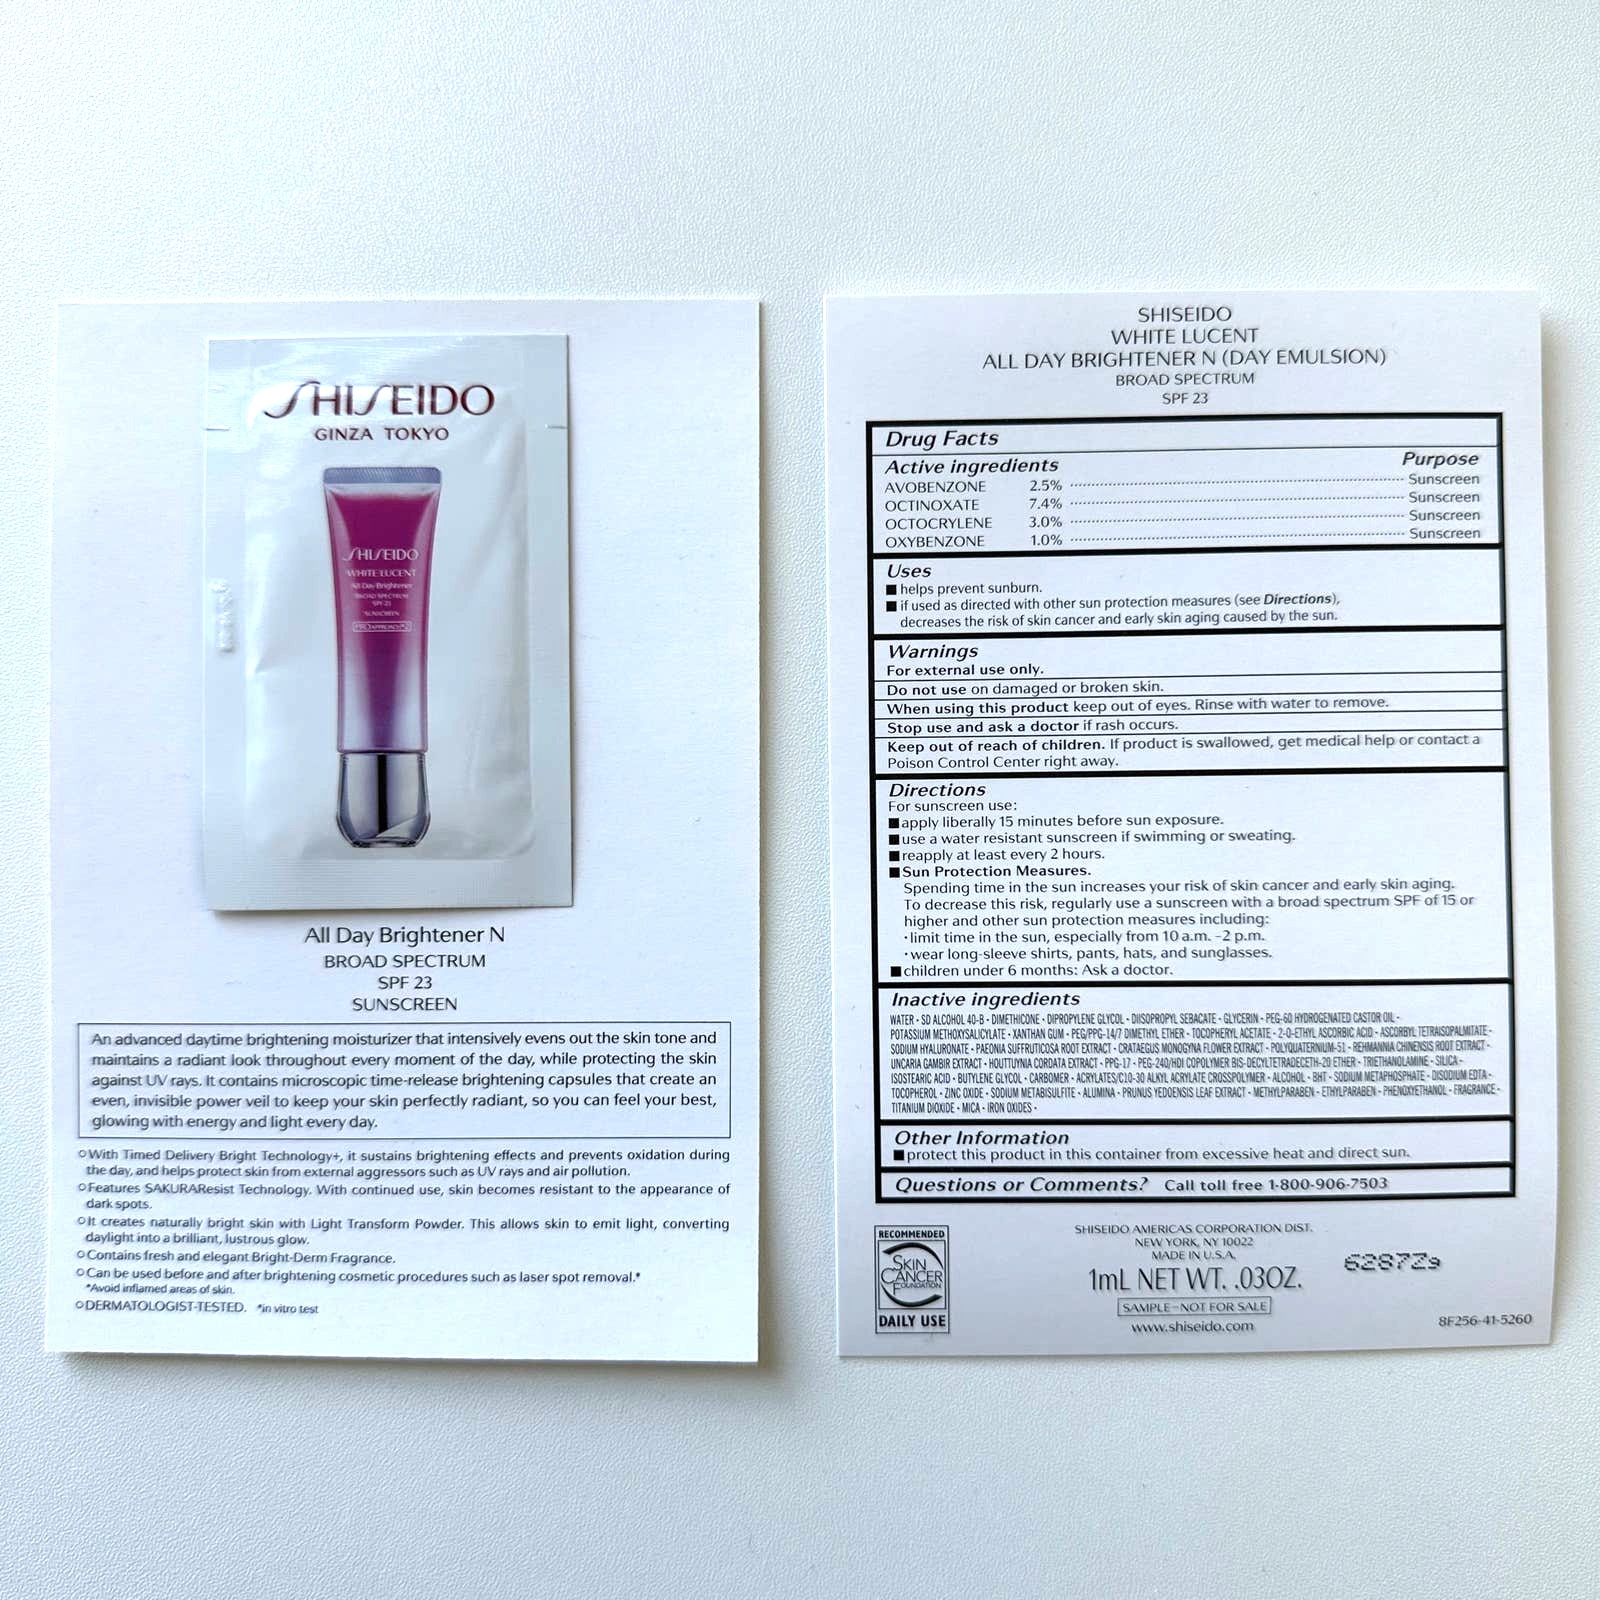 SHISEIDO
GINZA TOKYO
SHISEIDO
WHITE LUCENT
All Day Brightener
BROAD SPECTRUM
SPF 23
SUNSCREEN
All Day Brightener N
BROAD SPECTRUM
SPF 23
SUNSCREEN
An advanced daytime brightening moisturizer that intensively evens out the skin tone and
maintains a radiant look throughout every moment of the day, while protecting the skin
against UV rays. It contains microscopic time-release brightening capsules that create an
even, invisible power veil to keep your skin perfectly radiant, so you can feel your best,
glowing with energy and light every day.
○With Timed Delivery Bright Technology+, it sustains brightening effects and prevents oxidation during
the day, and helps protect skin from external aggressors such as UV rays and air pollution.
○Features SAKURAResist Technology. With continued use, skin becomes resistant to the appearance of
dark spots.
○It creates naturally bright skin with Light Transform Powder. This allows skin to emit light, converting
daylight into a brilliant, lustrous glow.
○Contains fresh and elegant Bright-Derm Fragrance.
○Can be used before and after brightening cosmetic procedures such as laser spot removal.*
*Avoid inflamed areas of skin.
○DERMATOLOGIST-TESTED. *in vitro test
SHISEIDO
WHITE LUCENT
ALL DAY BRIGHTENER N (DAY EMULSION)
BROAD SPECTRUM
SPF 23
Drug Facts
Active ingredients Purpose
AVOBENZONE 2.5% Sunscreen
OCTINOXATE 7.4% Sunscreen
OCTOCRYLENE 3.0% Sunscreen
OXYBENZONE 1.0% Sunscreen
Uses
■ helps prevent sunburn.
■ if used as directed with other sun protection measures (see Directions),
decreases the risk of skin cancer and early skin aging caused by the sun.
Warnings
For external use only.
Do not use on damaged or broken skin.
When using this product keep out of eyes. Rinse with water to remove.
Stop use and ask a doctor if rash occurs.
Keep out of reach of children. If product is swallowed, get medical help or contact a
Poison Control Center right away.
Directions
For sunscreen use:
■ apply liberally 15 minutes before sun exposure.
■ use a water resistant sunscreen if swimming or sweating.
■ reapply at least every 2 hours.
■ Sun Protection Measures.
Spending time in the sun increases your risk of skin cancer and early skin aging.
To decrease this risk, regularly use a sunscreen with a broad spectrum SPF of 15 or
higher and other sun protection measures including:
・limit time in the sun, especially from 10 a.m. -2 p.m.
・wear long-sleeve shirts, pants, hats, and sunglasses.
■ children under 6 months: Ask a doctor.
Inactive ingredients
WATER・SD ALCOHOL 40-B・DIMETHICONE・DIPROPYLENE GLYCOL・DIISOPROPYL SEBACATE・GLYCERIN・PEG-60 HYDROGENATED CASTOR OIL・
POTASSIUM METHOXYSALICYLATE・XANTHAN GUM・PEG/PPG-14/7 DIMETHYL ETHER・TOCOPHERYL ACETATE・2-O-ETHYL ASCORBIC ACID・ASCORBYL TETRAISOPALMITATE・
SODIUM HYALURONATE・PAEONIA SUFFRUTICOSA ROOT EXTRACT・CRATAEGUS MONOGYNA FLOWER EXTRACT・POLYQUATERNIUM-51・REHMANNIA CHINENSIS ROOT EXTRACT・
UNCARIA GAMBIR EXTRACT・HOUTTUYNIA CORDATA EXTRACT・PPG-17・PEG-240/HDI COPOLYMER BIS-DECYLTETRADECETH-20 ETHER・TRIETHANOLAMINE・SILICA・
ISOSTEARIC ACID・BUTYLENE GLYCOL・CARBOMER・ACRYLATES/C10-30 ALKYL ACRYLATE CROSSPOLYMER・ALCOHOL・BHT・SODIUM METAPHOSPHATE・DISODIUM EDTA・
TOCOPHEROL・ZINC OXIDE・SODIUM METABISULFITE・ALUMINA・PRUNUS YEDOENSIS LEAF EXTRACT・METHYLPARABEN・ETHYLPARABEN・PHENOXYETHANOL・FRAGRANCE・
TITANIUM DIOXIDE・MICA・IRON OXIDES・
Other Information
■ protect this product in this container from excessive heat and direct sun.
Questions or Comments? Call toll free 1-800-906-7503
RECOMMENDED
SKIN
CANCER
FOUNDATION
DAILY USE
SHISEIDO AMERICAS CORPORATION DIST.
NEW YORK, NY 10022
MADE IN U.S.A.
1mL NET WT. .03OZ.
SAMPLE-NOT FOR SALE
www.shiseido.com
6287Z9
8F256-41-5260